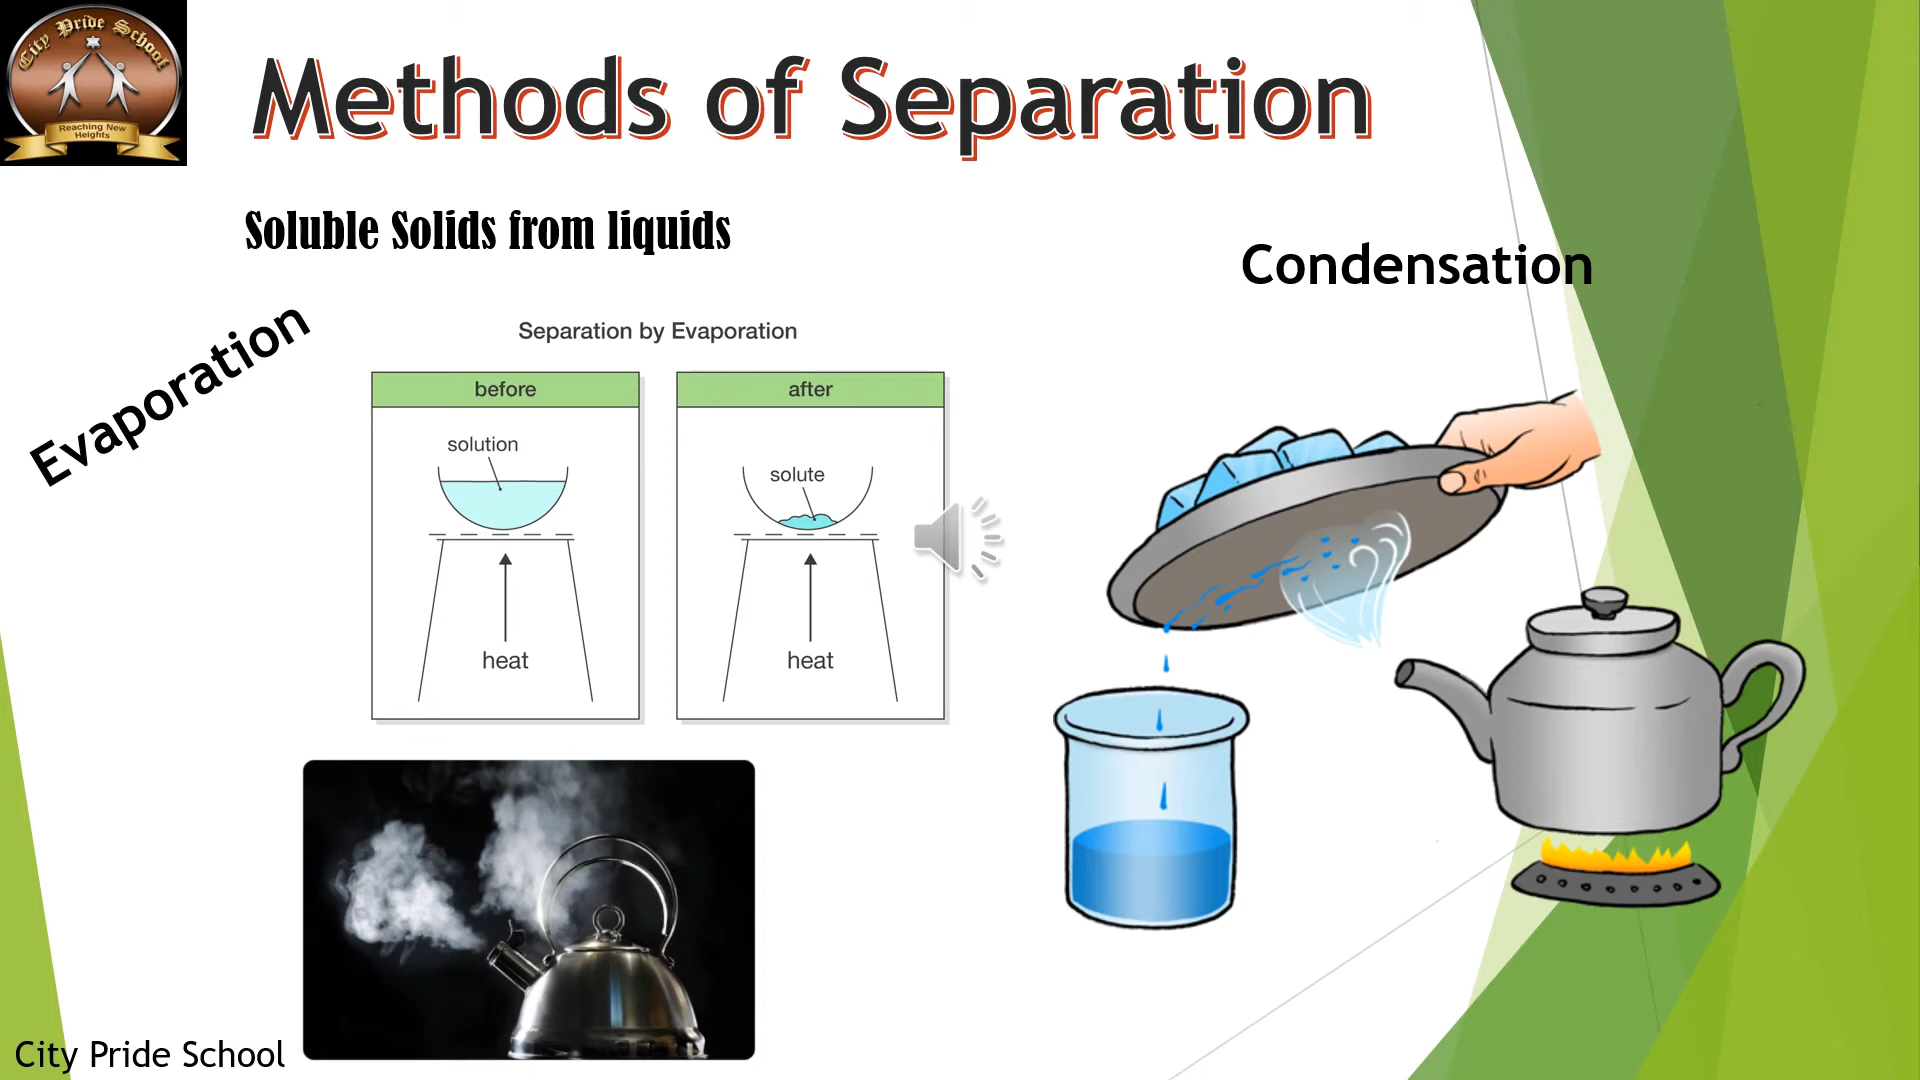 City Pride School
Reaching New
Heights
Methods of Separation
Soluble Solids from liquids
Condensation
Evaporation
Separation by Evaporation
before
after
solution
solute
heat
heat
City Pride School